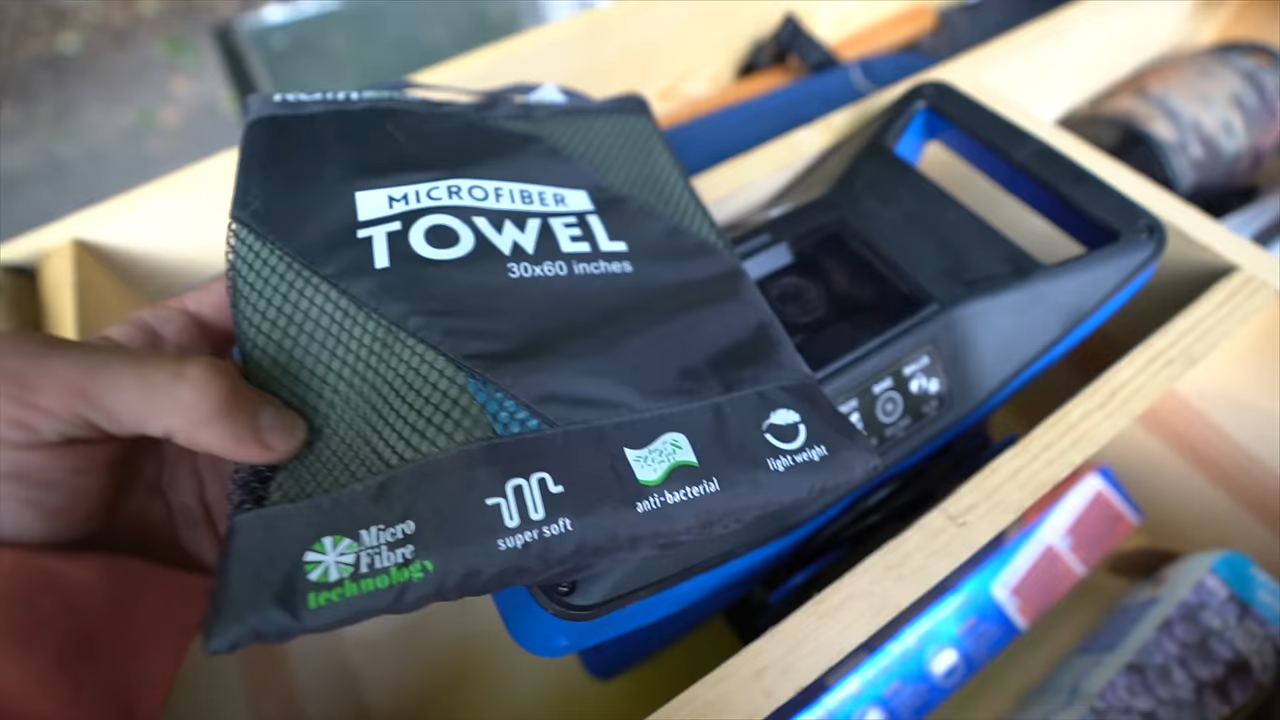 MICROFIBER
TOWEL
30x60 inches
Micro
Fibre
technology
super soft
anti-bacterial
light weight